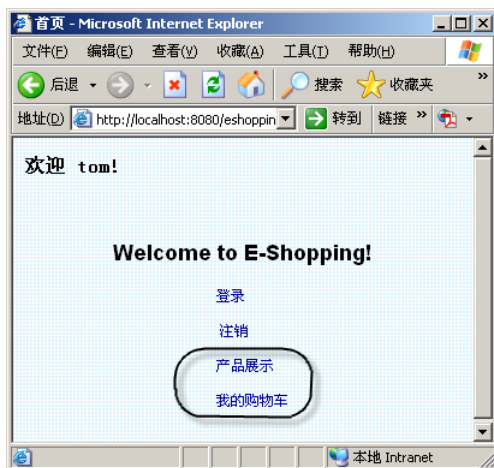 首页 - Microsoft Internet Explorer
文件(F) 编辑(E) 查看(V) 收藏(A) 工具(T) 帮助(H)
后退 搜索 收藏夹 »
地址(D) http://localhost:8080/eshoppin 转到 链接 »
欢迎 tom!
Welcome to E-Shopping!
登录
注销
产品展示
我的购物车
本地 Intranet